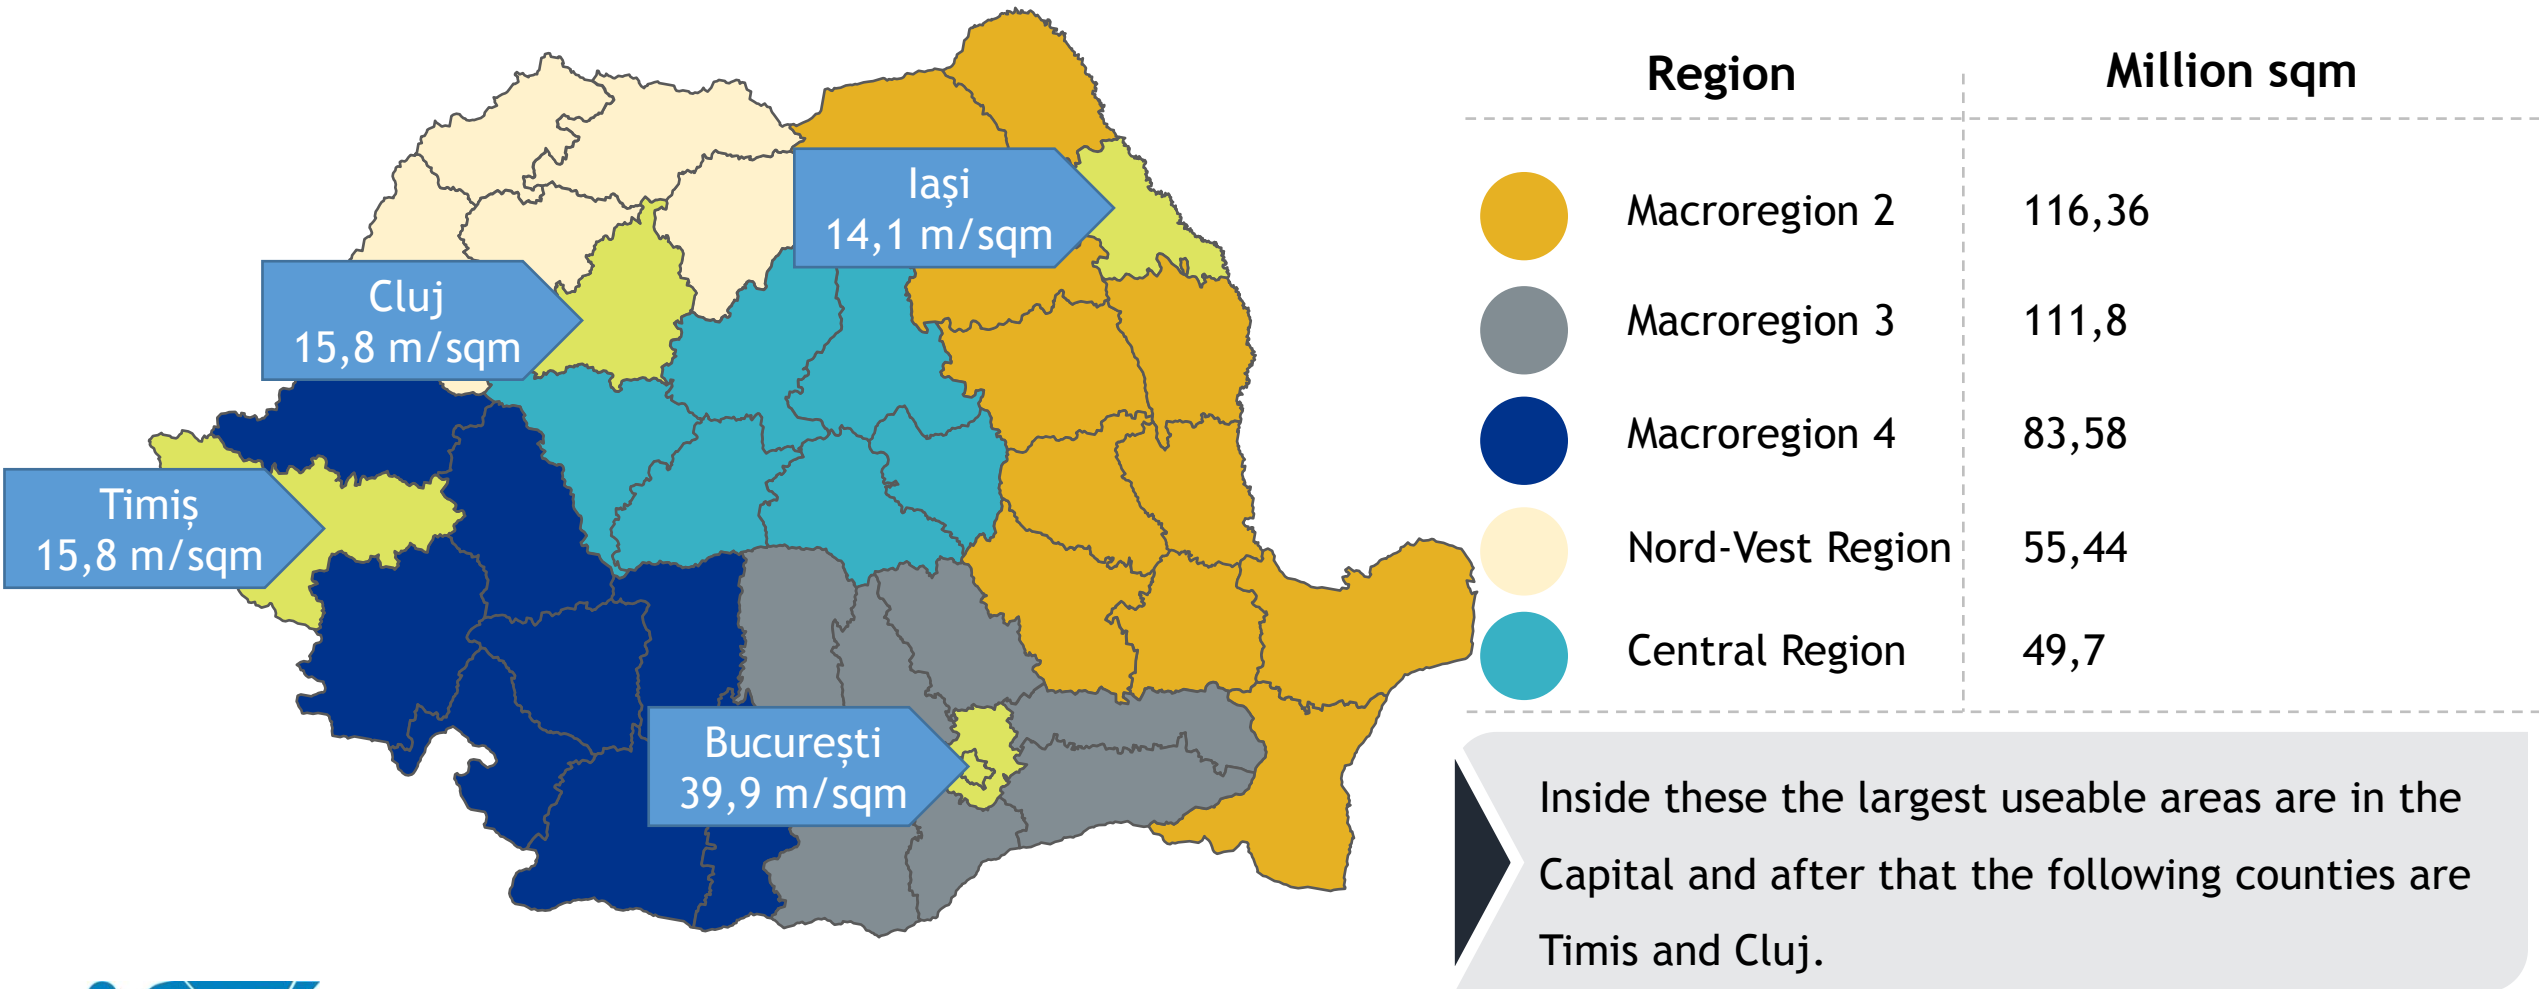 Iași
14,1 m/sqm
Cluj
15,8 m/sqm
Timiș
15,8 m/sqm
București
39,9 m/sqm
Region Million sqm
Macroregion 2 116,36
Macroregion 3 111,8
Macroregion 4 83,58
Nord-Vest Region 55,44
Central Region 49,7
Inside these the largest useable areas are in the
Capital and after that the following counties are
Timis and Cluj.